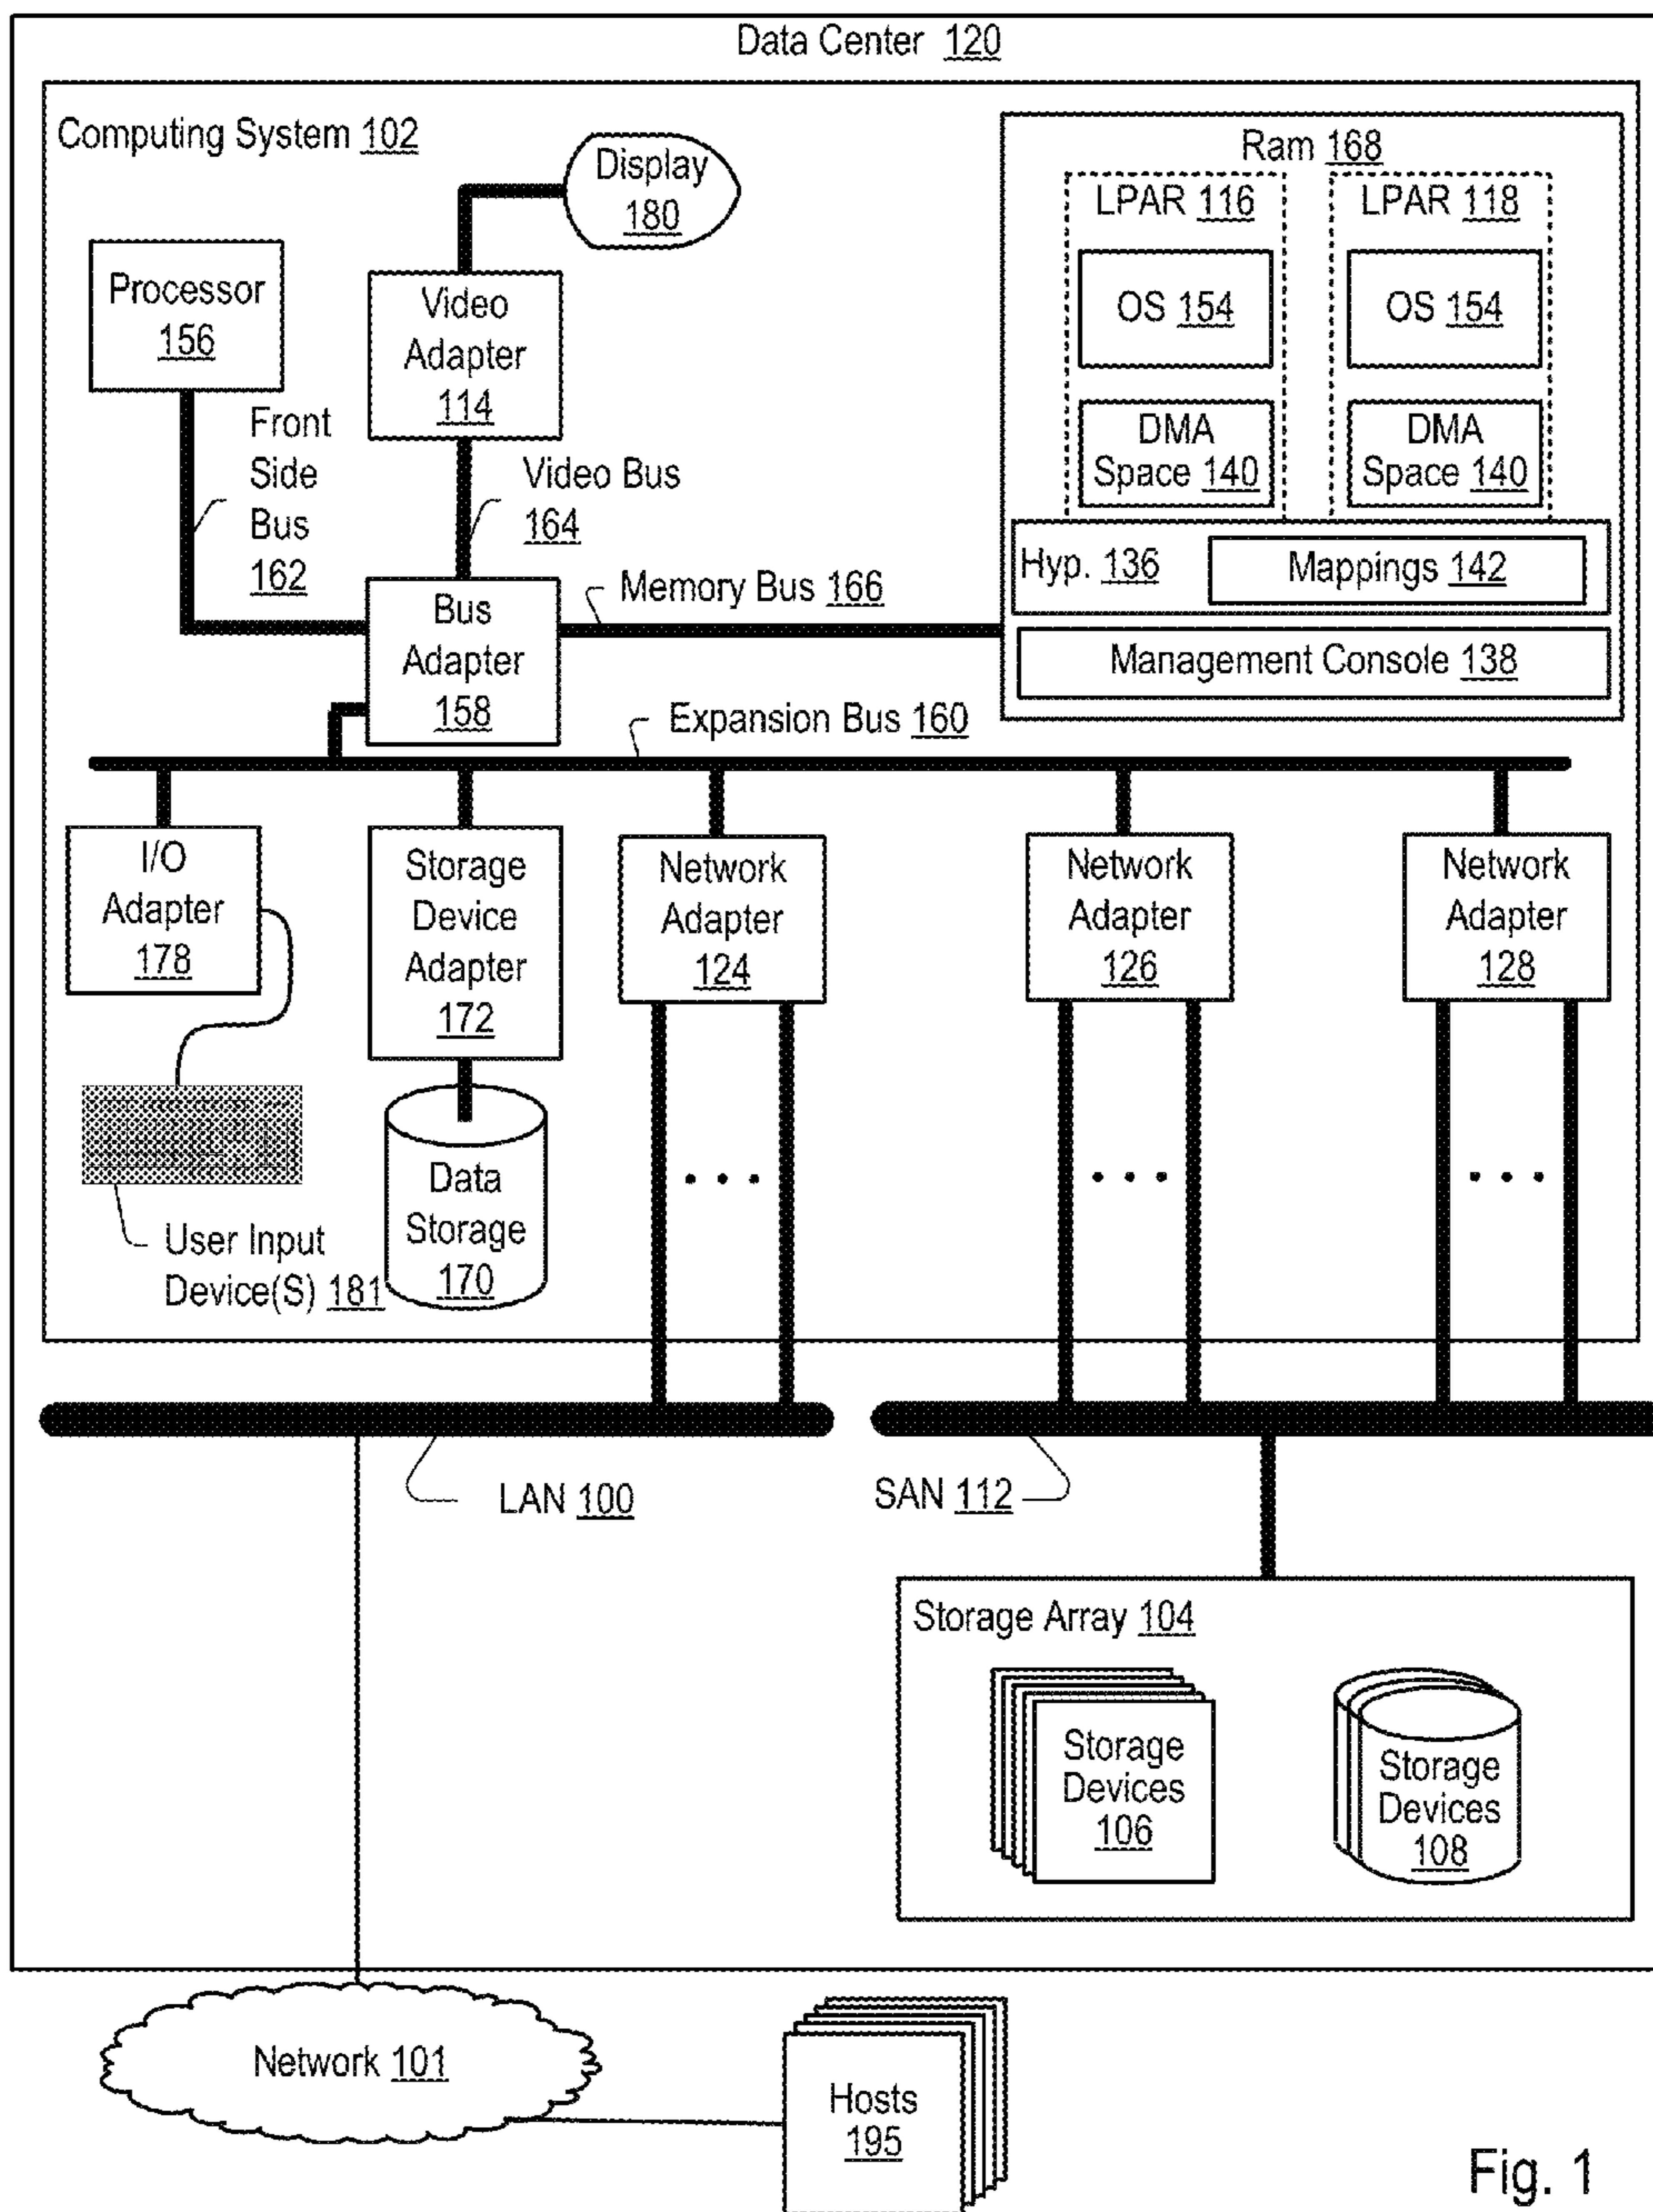 Data Center 120
Computing System 102
Display
180
Ram 168
LPAR 116
LPAR 118
OS 154
OS 154
DMA
Space 140
DMA
Space 140
Hyp. 136
Mappings 142
Management Console 138
Processor
156
Video
Adapter
114
Front
Side
Bus
162
Video Bus
164
Bus
Adapter
158
Memory Bus 166
Expansion Bus 160
I/O
Adapter
178
Storage
Device
Adapter
172
Network
Adapter
124
Network
Adapter
126
Network
Adapter
128
Data
Storage
170
User Input
Device(S) 181
. . .
. . .
. . .
LAN 100
SAN 112
Storage Array 104
Storage
Devices
106
Storage
Devices
108
Network 101
Hosts
195
Fig. 1